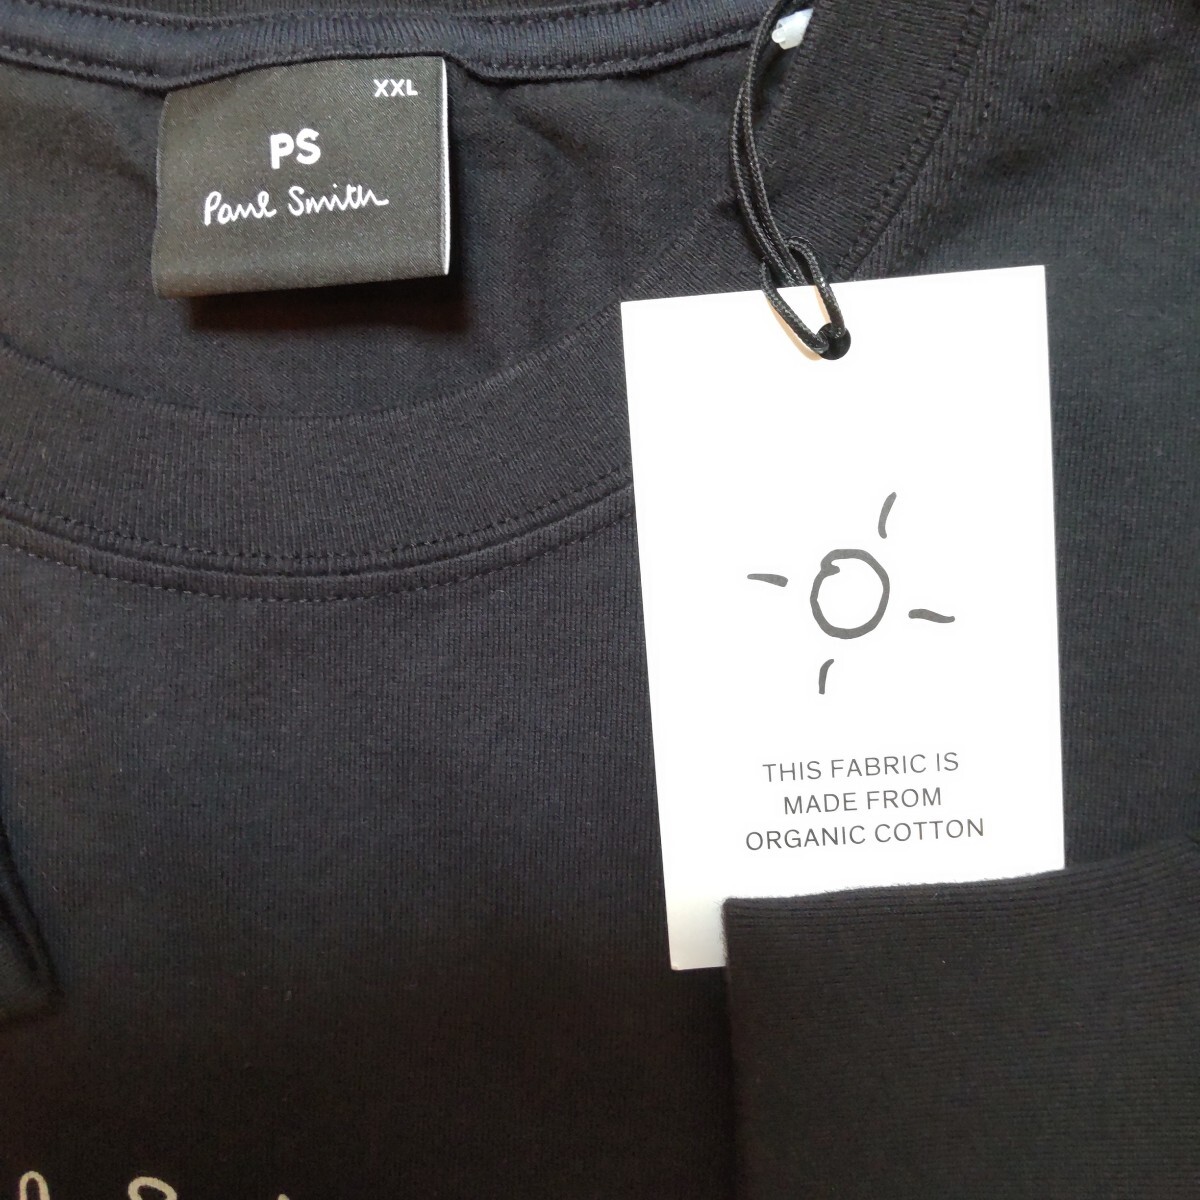 XXL
PS
Paul Smith
THIS FABRIC IS
MADE FROM
ORGANIC COTTON